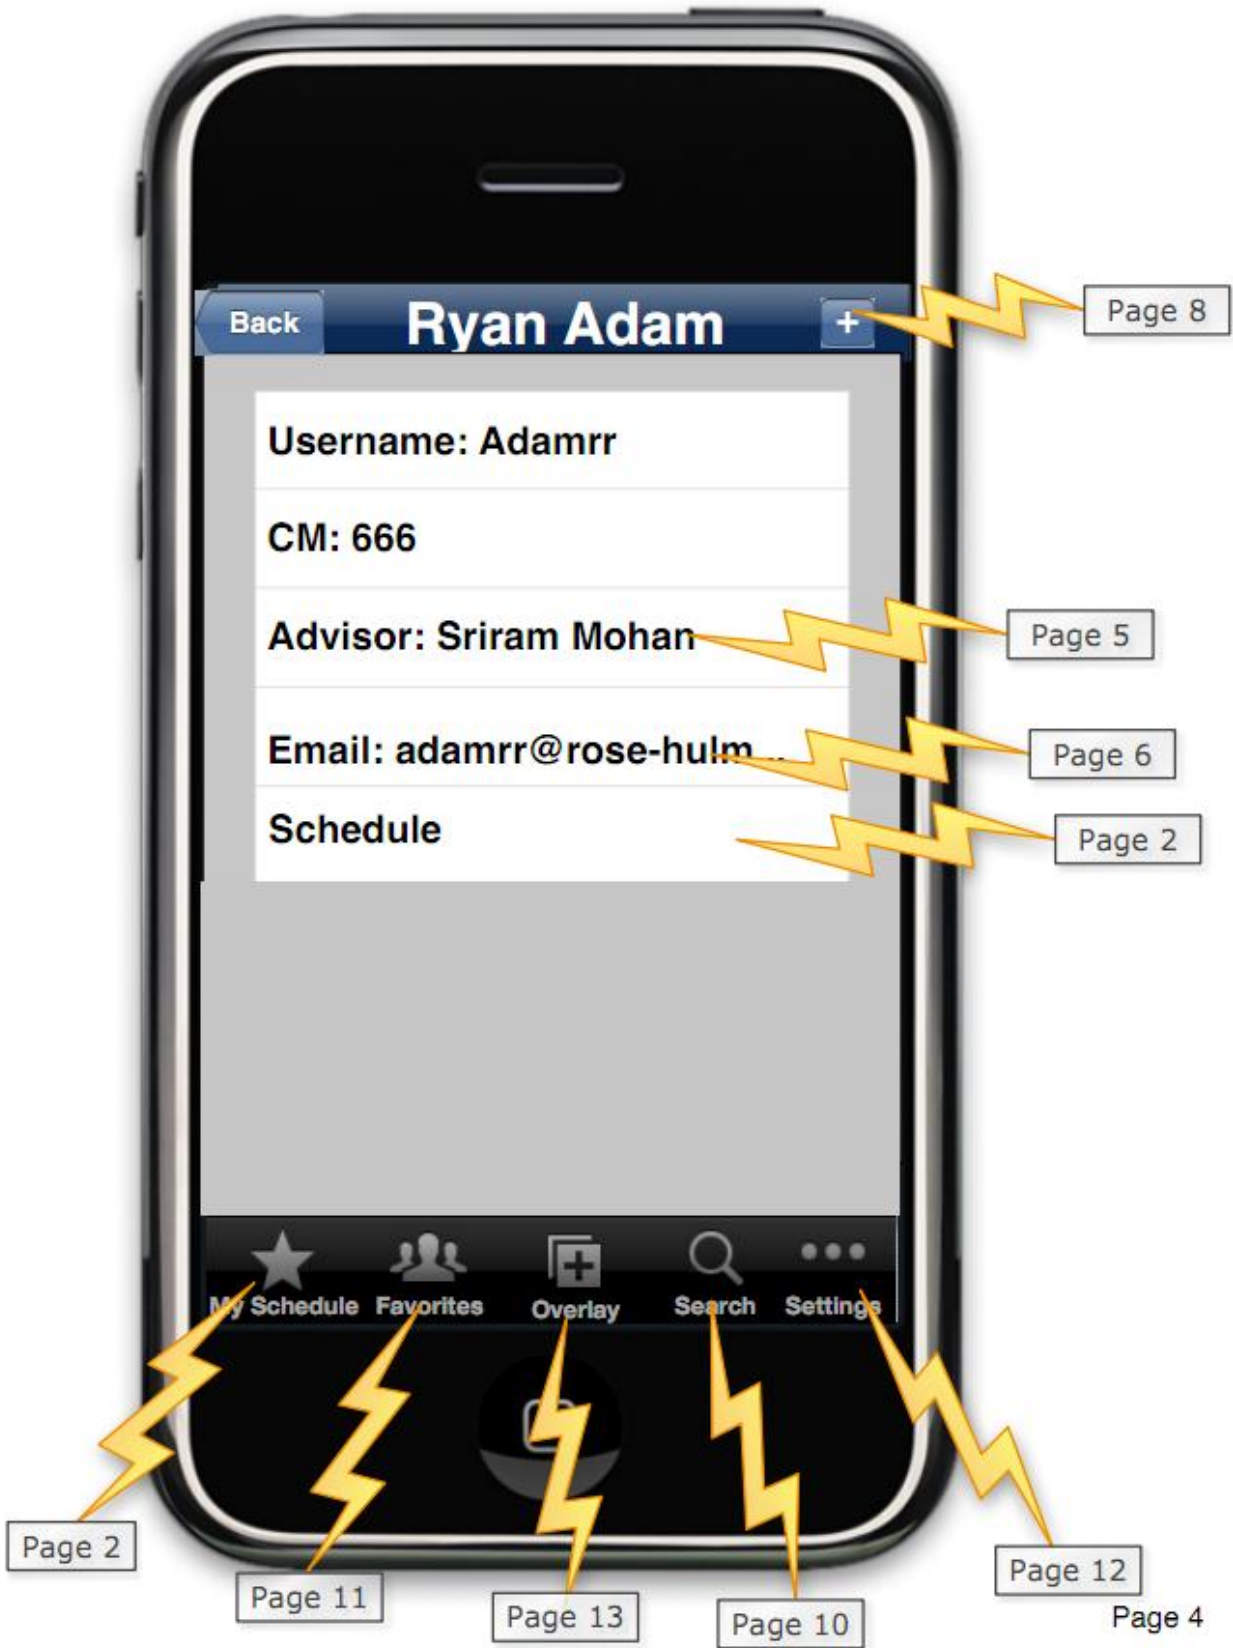 Back Ryan Adam +
Page 8
Username: Adamrr
CM: 666
Advisor: Sriram Mohan
Page 5
Email: adamrr@rose-hulm...
Page 6
Schedule
Page 2
My Schedule Favorites Overlay Search Settings
Page 2
Page 11
Page 13
Page 10
Page 12
Page 4